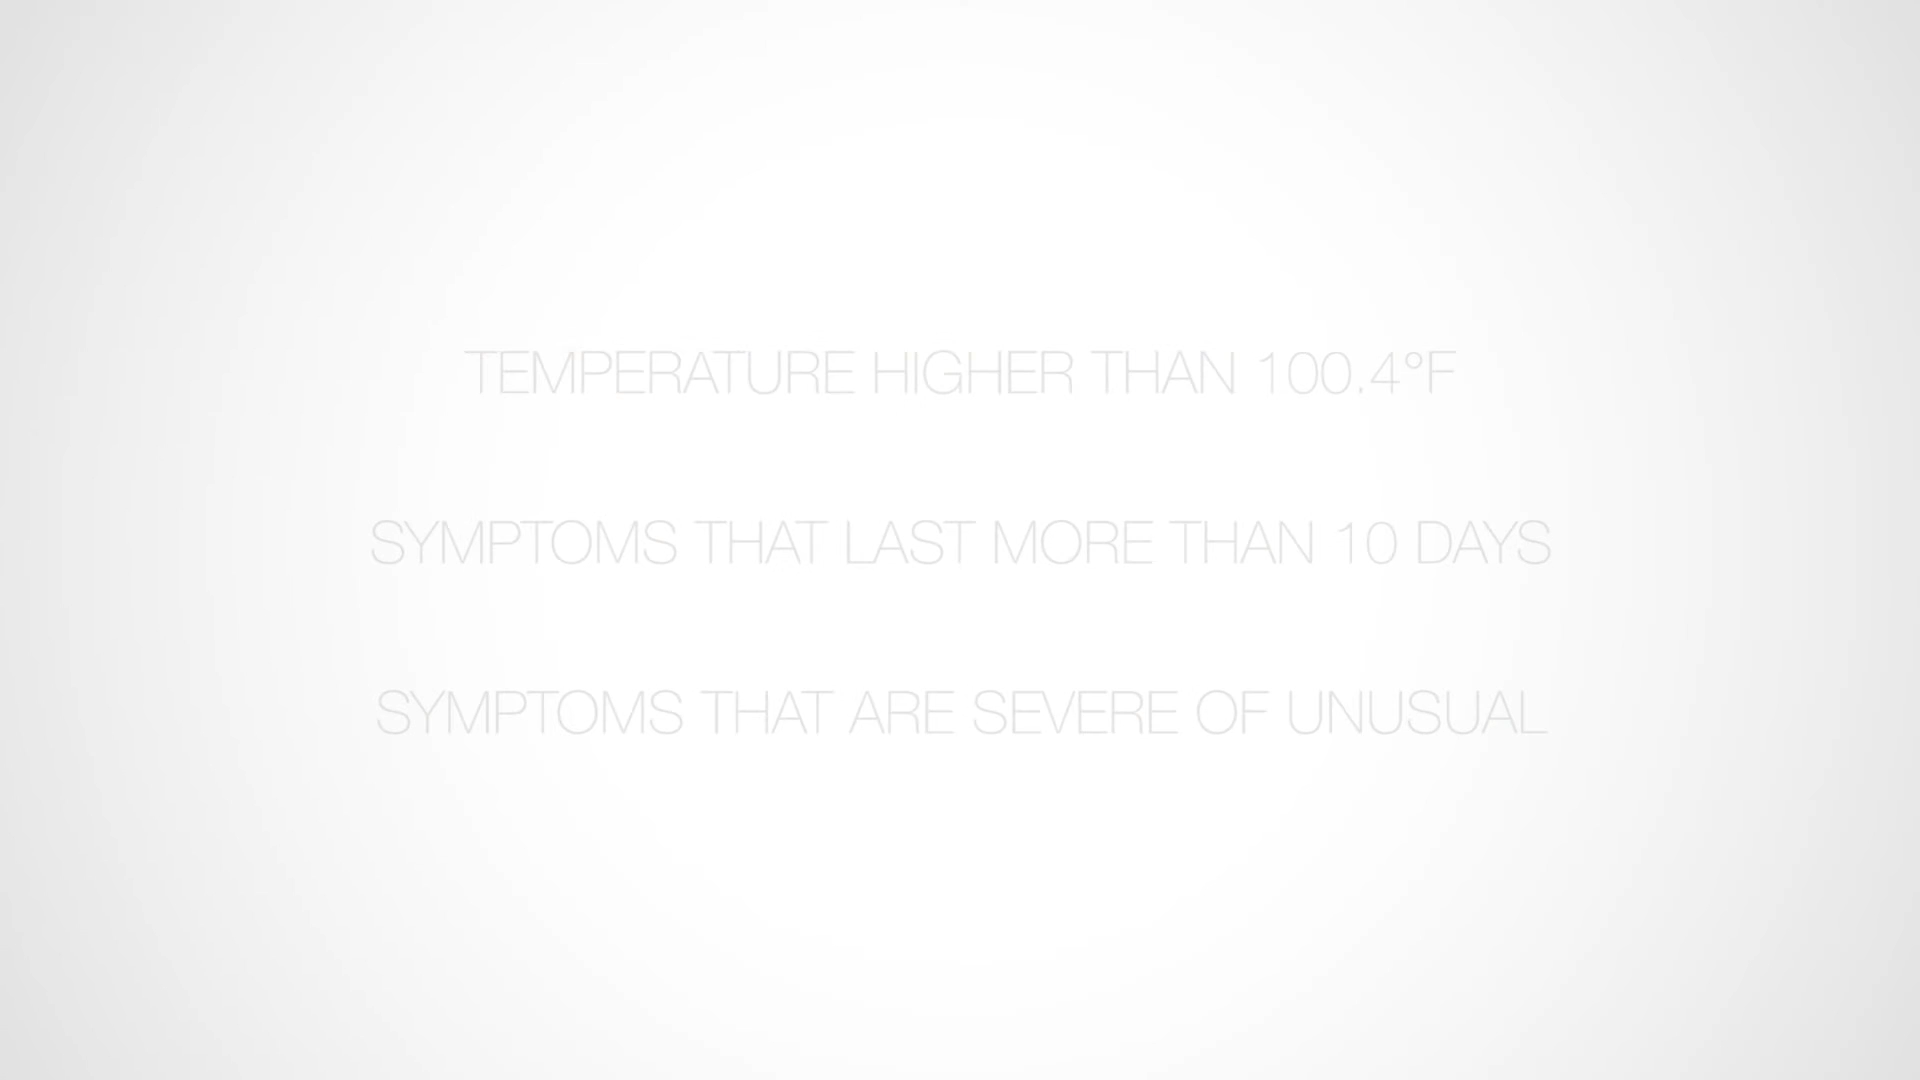 TEMPERATURE HIGHER THAN 100.4°F
SYMPTOMS THAT LAST MORE THAN 10 DAYS
SYMPTOMS THAT ARE SEVERE OF UNUSUAL